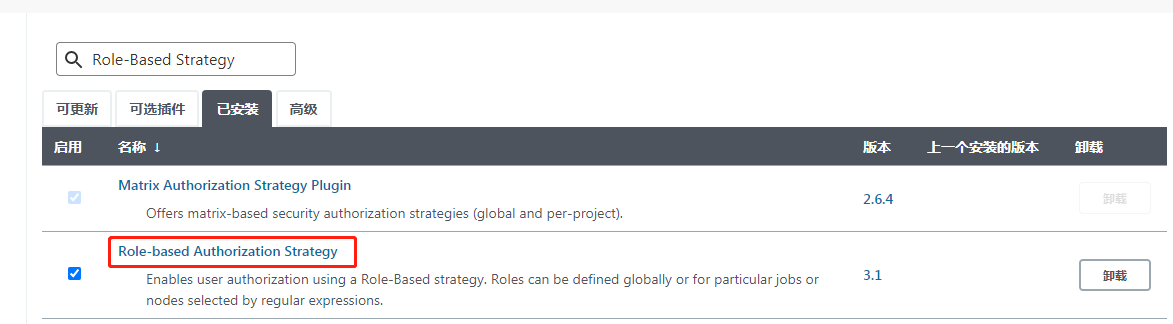 Role-Based Strategy
可更新 可选插件 已安装 高级
启用 名称 ↓ 版本 上一个安装的版本 卸载
Matrix Authorization Strategy Plugin
Offers matrix-based security authorization strategies (global and per-project).
2.6.4 卸载
Role-based Authorization Strategy
Enables user authorization using a Role-Based strategy. Roles can be defined globally or for particular jobs or
nodes selected by regular expressions.
3.1 卸载